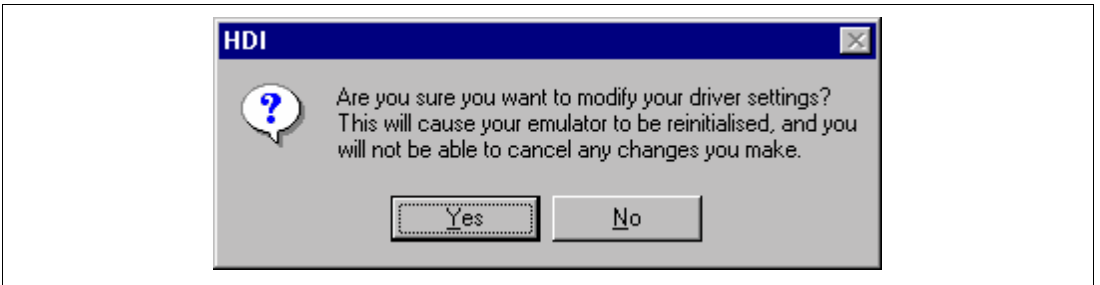 HDI
Are you sure you want to modify your driver settings?
This will cause your emulator to be reinitialised, and you
will not be able to cancel any changes you make.
Yes No